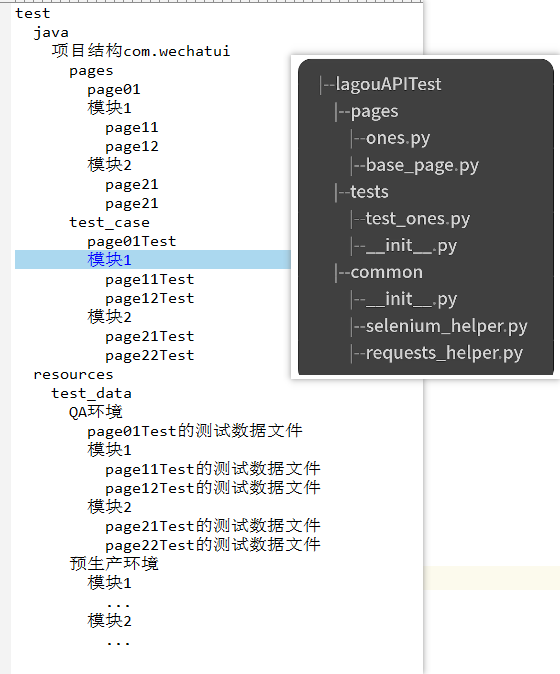 test
java
项目结构com.wechatui
pages
page01
模块1
page11
page12
模块2
page21
page21
test_case
page01Test
模块1
page11Test
page12Test
模块2
page21Test
page22Test
resources
test_data
QA环境
page01Test的测试数据文件
模块1
page11Test的测试数据文件
page12Test的测试数据文件
模块2
page21Test的测试数据文件
page22Test的测试数据文件
预生产环境
模块1
...
模块2
...
|--lagouAPITest
|--pages
|--ones.py
|--base_page.py
|--tests
|--test_ones.py
|--__init__.py
|--common
|--__init__.py
|--selenium_helper.py
|--requests_helper.py